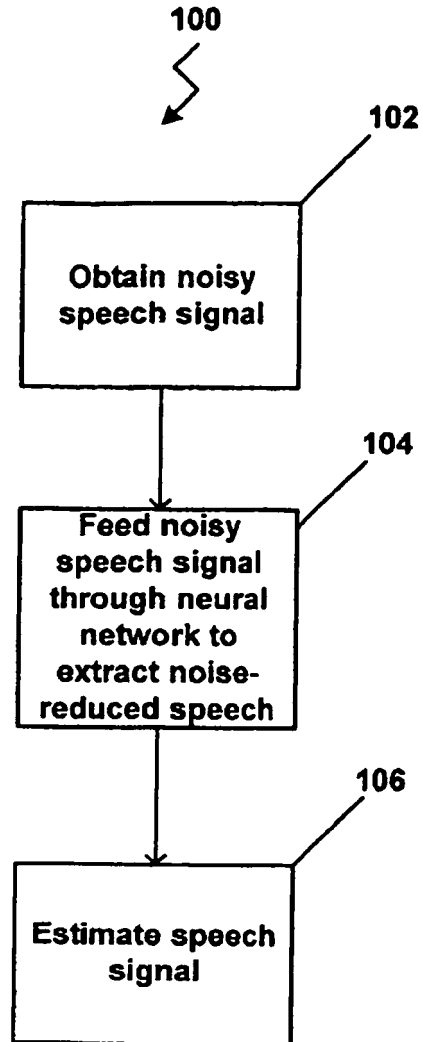 100
102
Obtain noisy
speech signal
104
Feed noisy
speech signal
through neural
network to
extract noise-
reduced speech
106
Estimate speech
signal